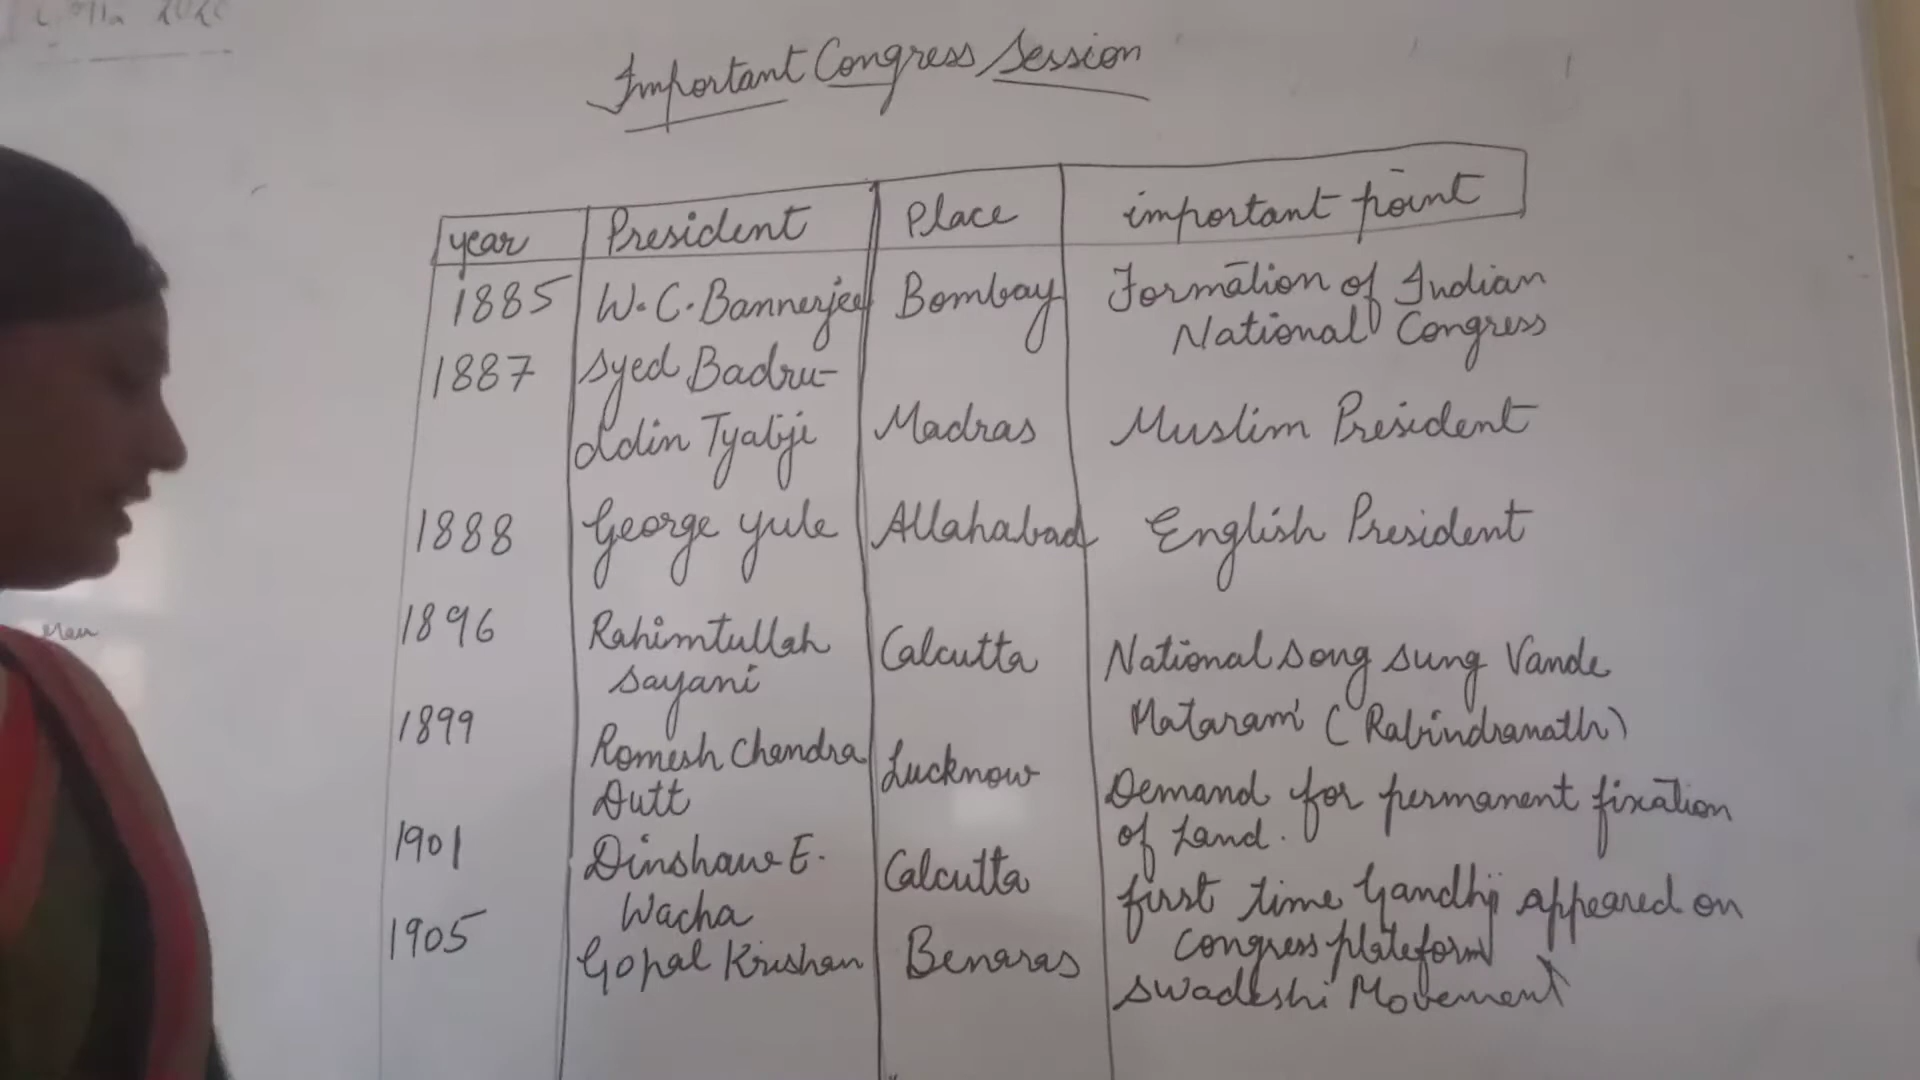 Important Congress Session
year President Place important point
1885 W.C. Bannerjee Bombay Formation of Indian
National Congress
1887 Syed Badru-
ddin Tyabji Madras Muslim President
1888 George Yule Allahabad English President
1896 Rahimtullah Calcutta National Song sung Vande
Sayani Mataram (Rabindranath)
1899 Romesh Chandra Lucknow Demand for permanent fixation
Dutt of Land.
1901 Dinshaw E. Calcutta first time Gandhiji appeared on
Wacha Congress plateform
1905 Gopal Krishan Benaras Swadeshi Movement